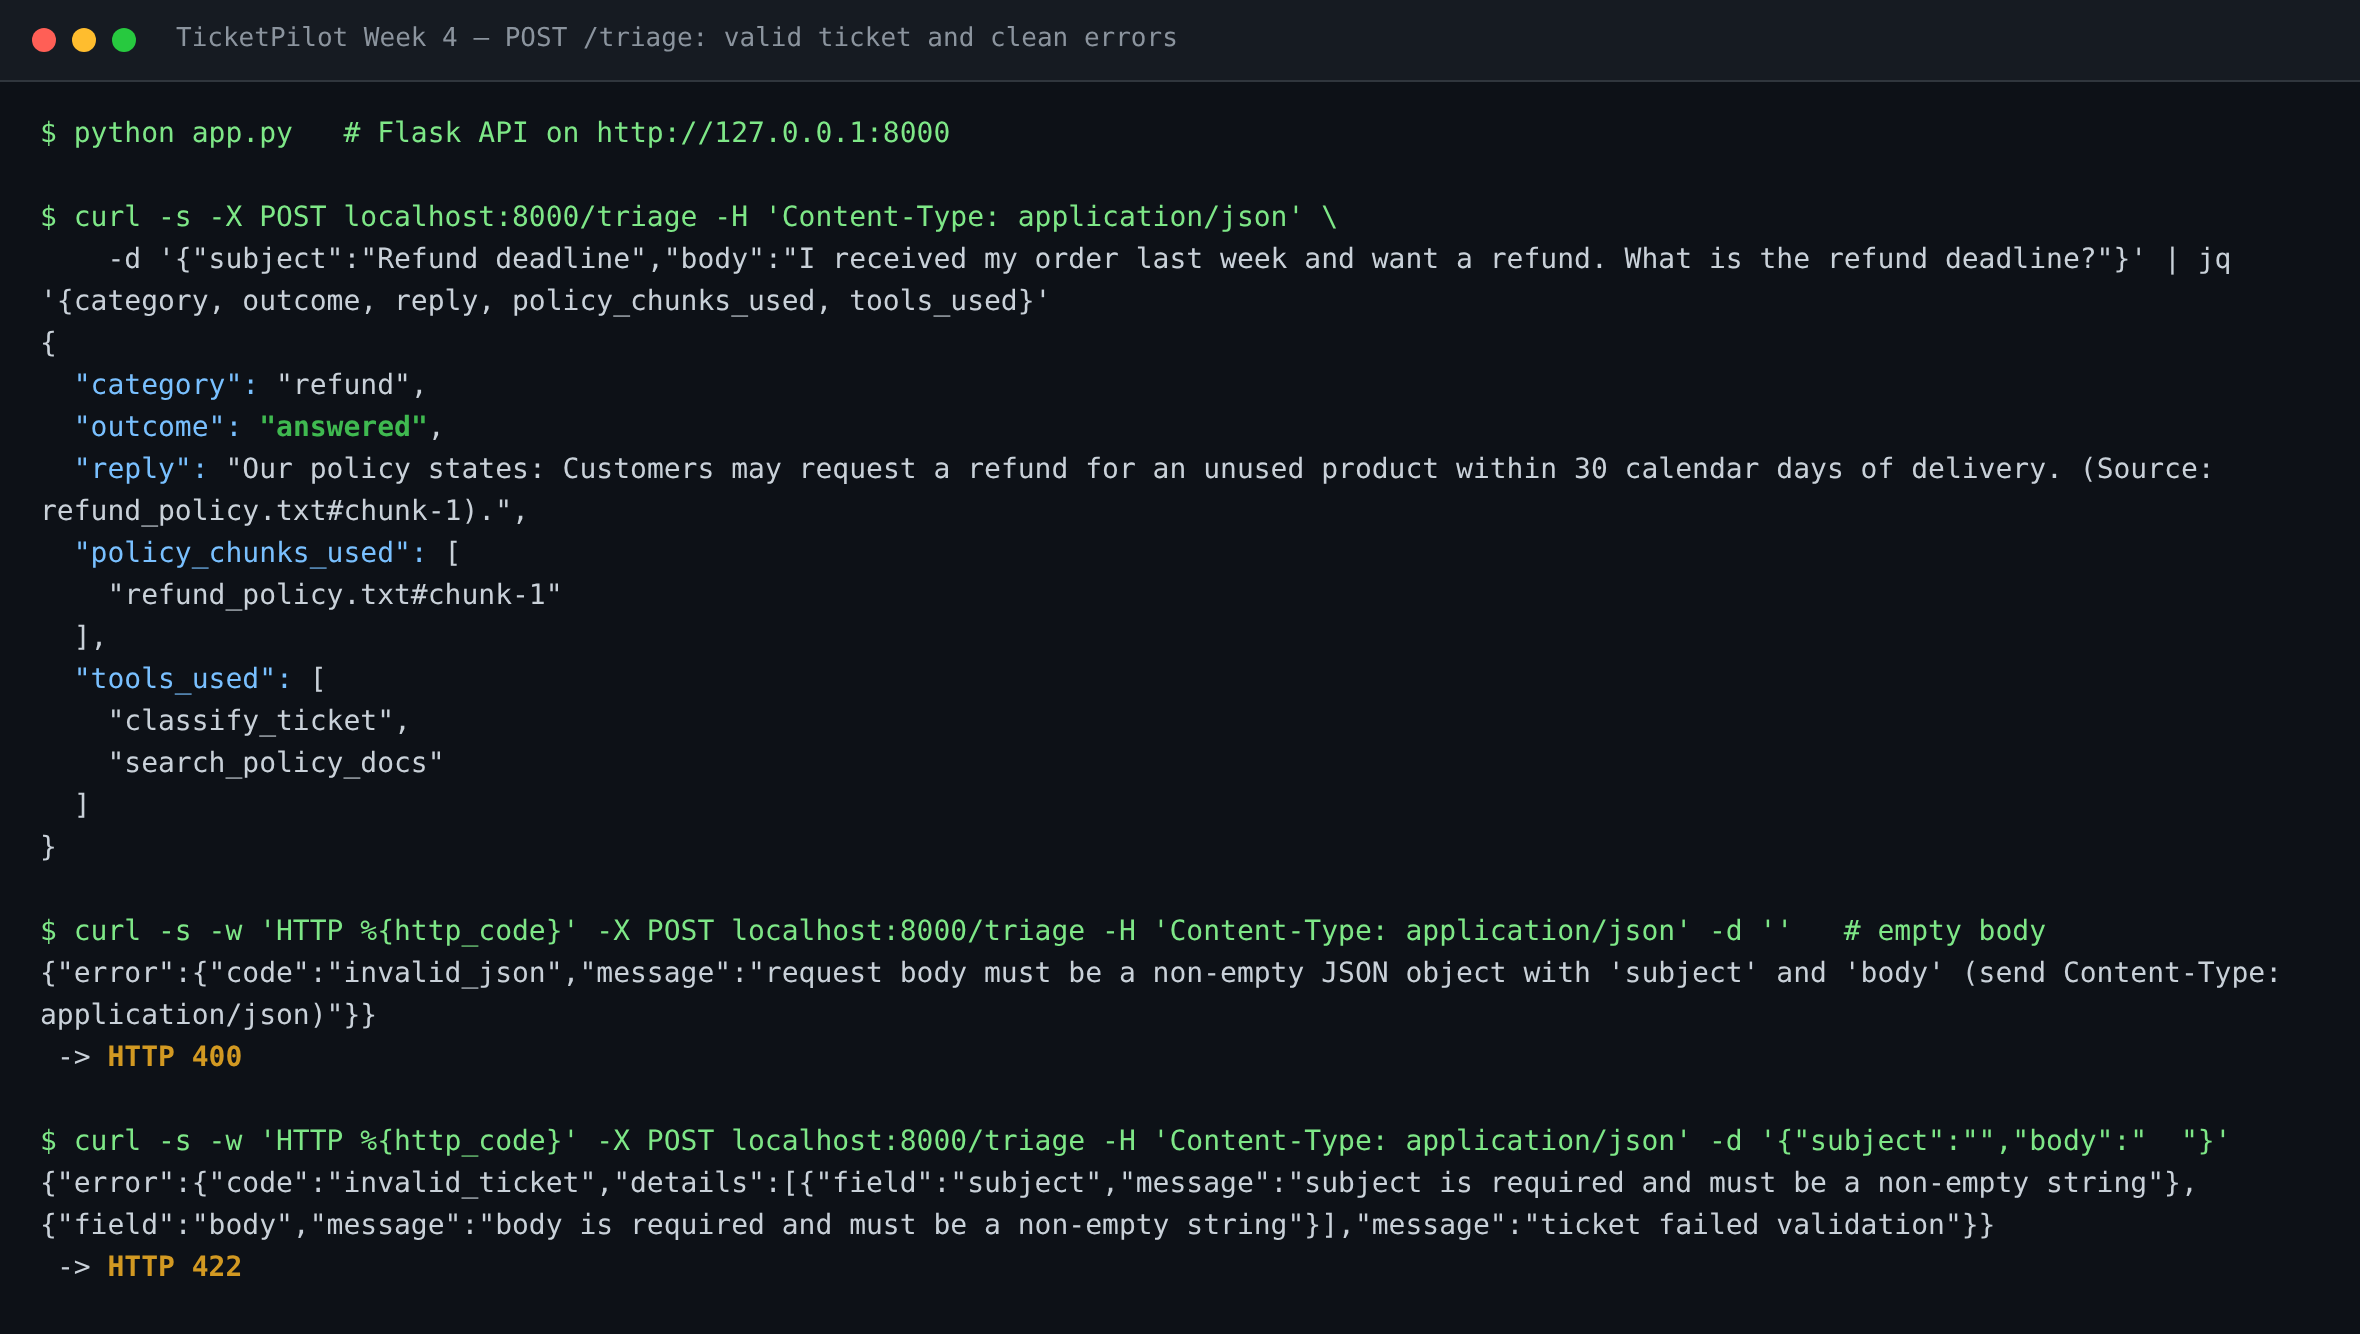 TicketPilot Week 4 — POST /triage: valid ticket and clean errors
$ python app.py   # Flask API on http://127.0.0.1:8000
$ curl -s -X POST localhost:8000/triage -H 'Content-Type: application/json' \
     -d '{"subject":"Refund deadline","body":"I received my order last week and want a refund. What is the refund deadline?"}' | jq
'{category, outcome, reply, policy_chunks_used, tools_used}'
{
  "category": "refund",
  "outcome": "answered",
  "reply": "Our policy states: Customers may request a refund for an unused product within 30 calendar days of delivery. (Source:
refund_policy.txt#chunk-1).",
  "policy_chunks_used": [
    "refund_policy.txt#chunk-1"
  ],
  "tools_used": [
    "classify_ticket",
    "search_policy_docs"
  ]
}
$ curl -s -w 'HTTP %{http_code}' -X POST localhost:8000/triage -H 'Content-Type: application/json' -d ''   # empty body
{"error":{"code":"invalid_json","message":"request body must be a non-empty JSON object with 'subject' and 'body' (send Content-Type:
application/json)"}}
 -> HTTP 400
$ curl -s -w 'HTTP %{http_code}' -X POST localhost:8000/triage -H 'Content-Type: application/json' -d '{"subject":"","body":"  "}'
{"error":{"code":"invalid_ticket","details":[{"field":"subject","message":"subject is required and must be a non-empty string"},
{"field":"body","message":"body is required and must be a non-empty string"}],"message":"ticket failed validation"}}
 -> HTTP 422